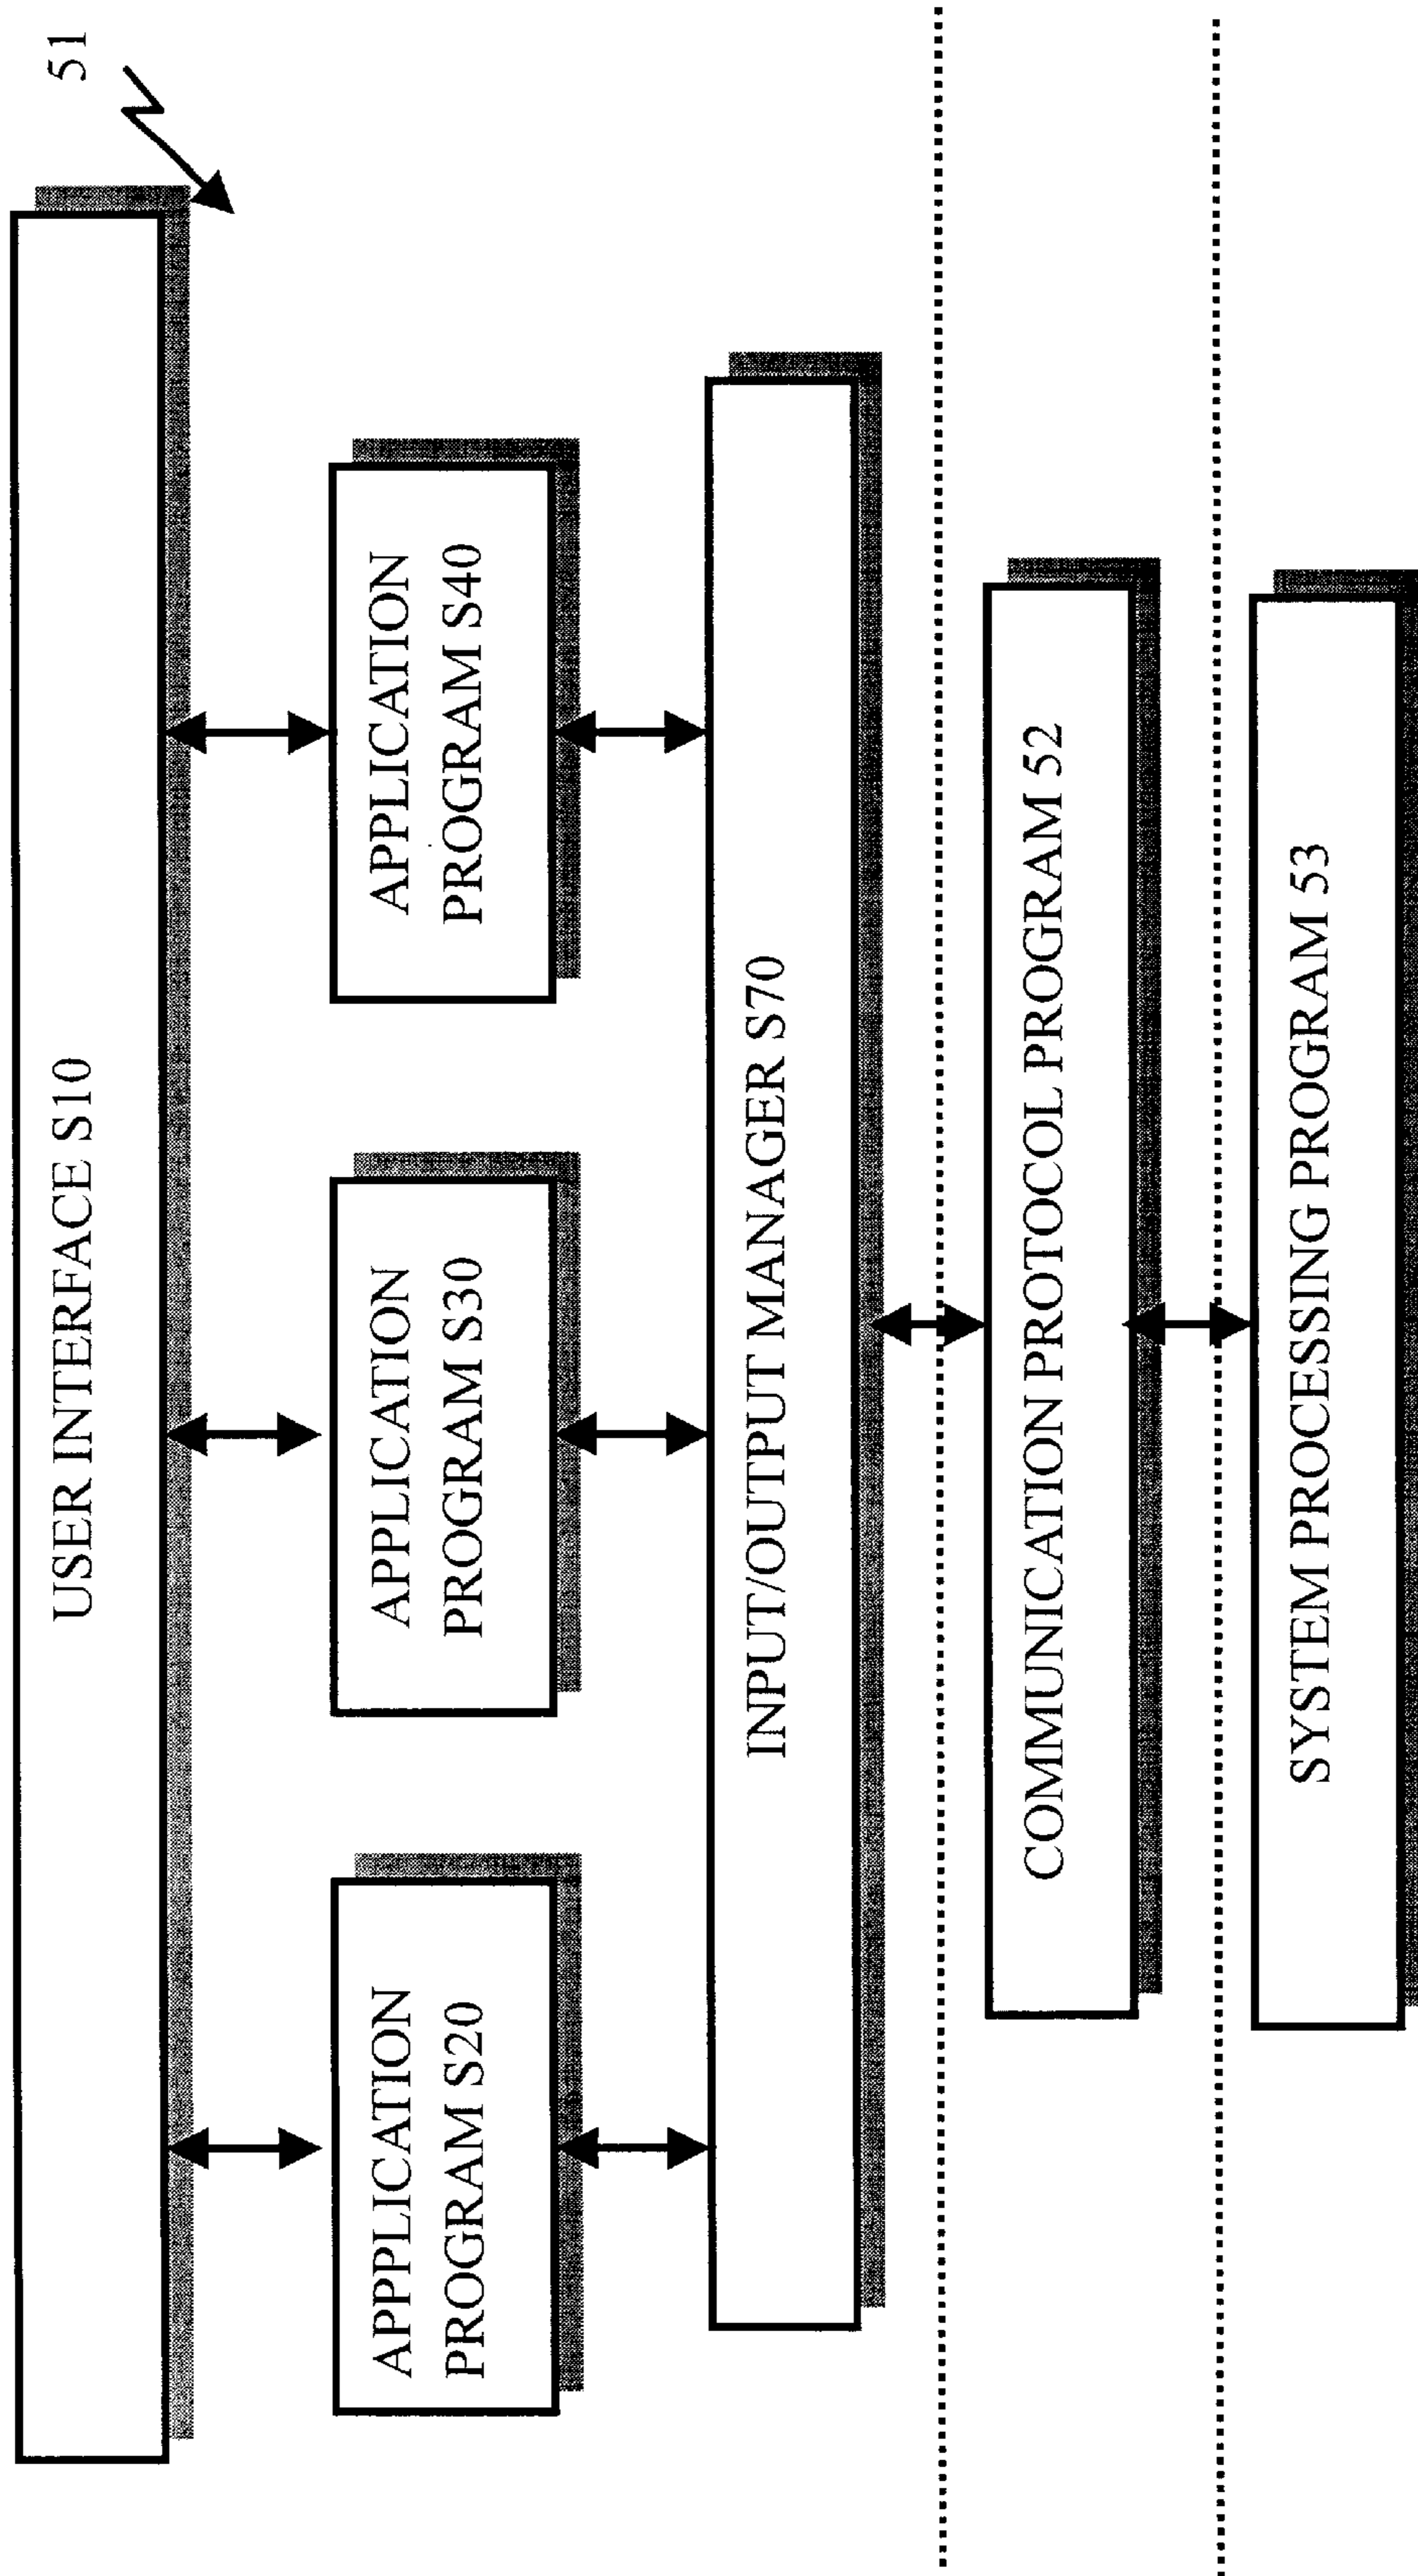 51
USER INTERFACE S10
APPPLICATION
PROGRAM S20
APPLICATION
PROGRAM S30
APPLICATION
PROGRAM S40
INPUT/OUTPUT MANAGER S70
COMMUNICATION PROTOCOL PROGRAM 52
SYSTEM PROCESSING PROGRAM 53